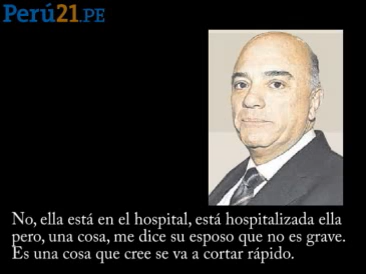 Perú21.PE
No, ella está en el hospital, está hospitalizada ella
pero, una cosa, me dice su esposo que no es grave.
Es una cosa que cree se va a cortar rápido.